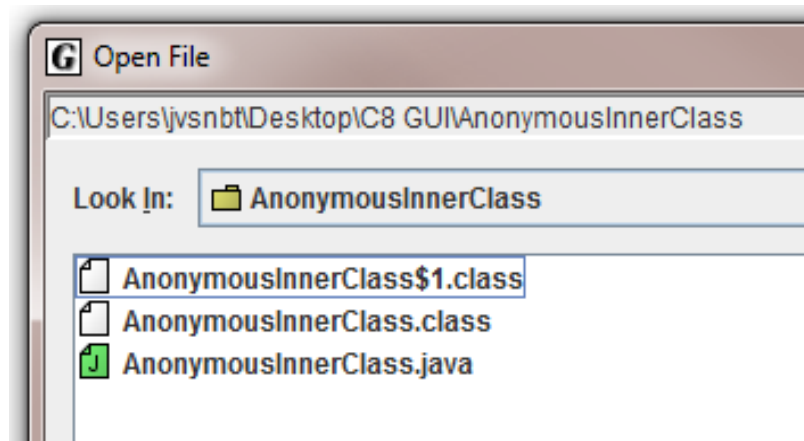 G Open File
C:\Users\jvsnbt\Desktop\C8 GUI\AnonymousInnerClass
Look In: AnonymousInnerClass
AnonymousInnerClass$1.class
AnonymousInnerClass.class
J AnonymousInnerClass.java